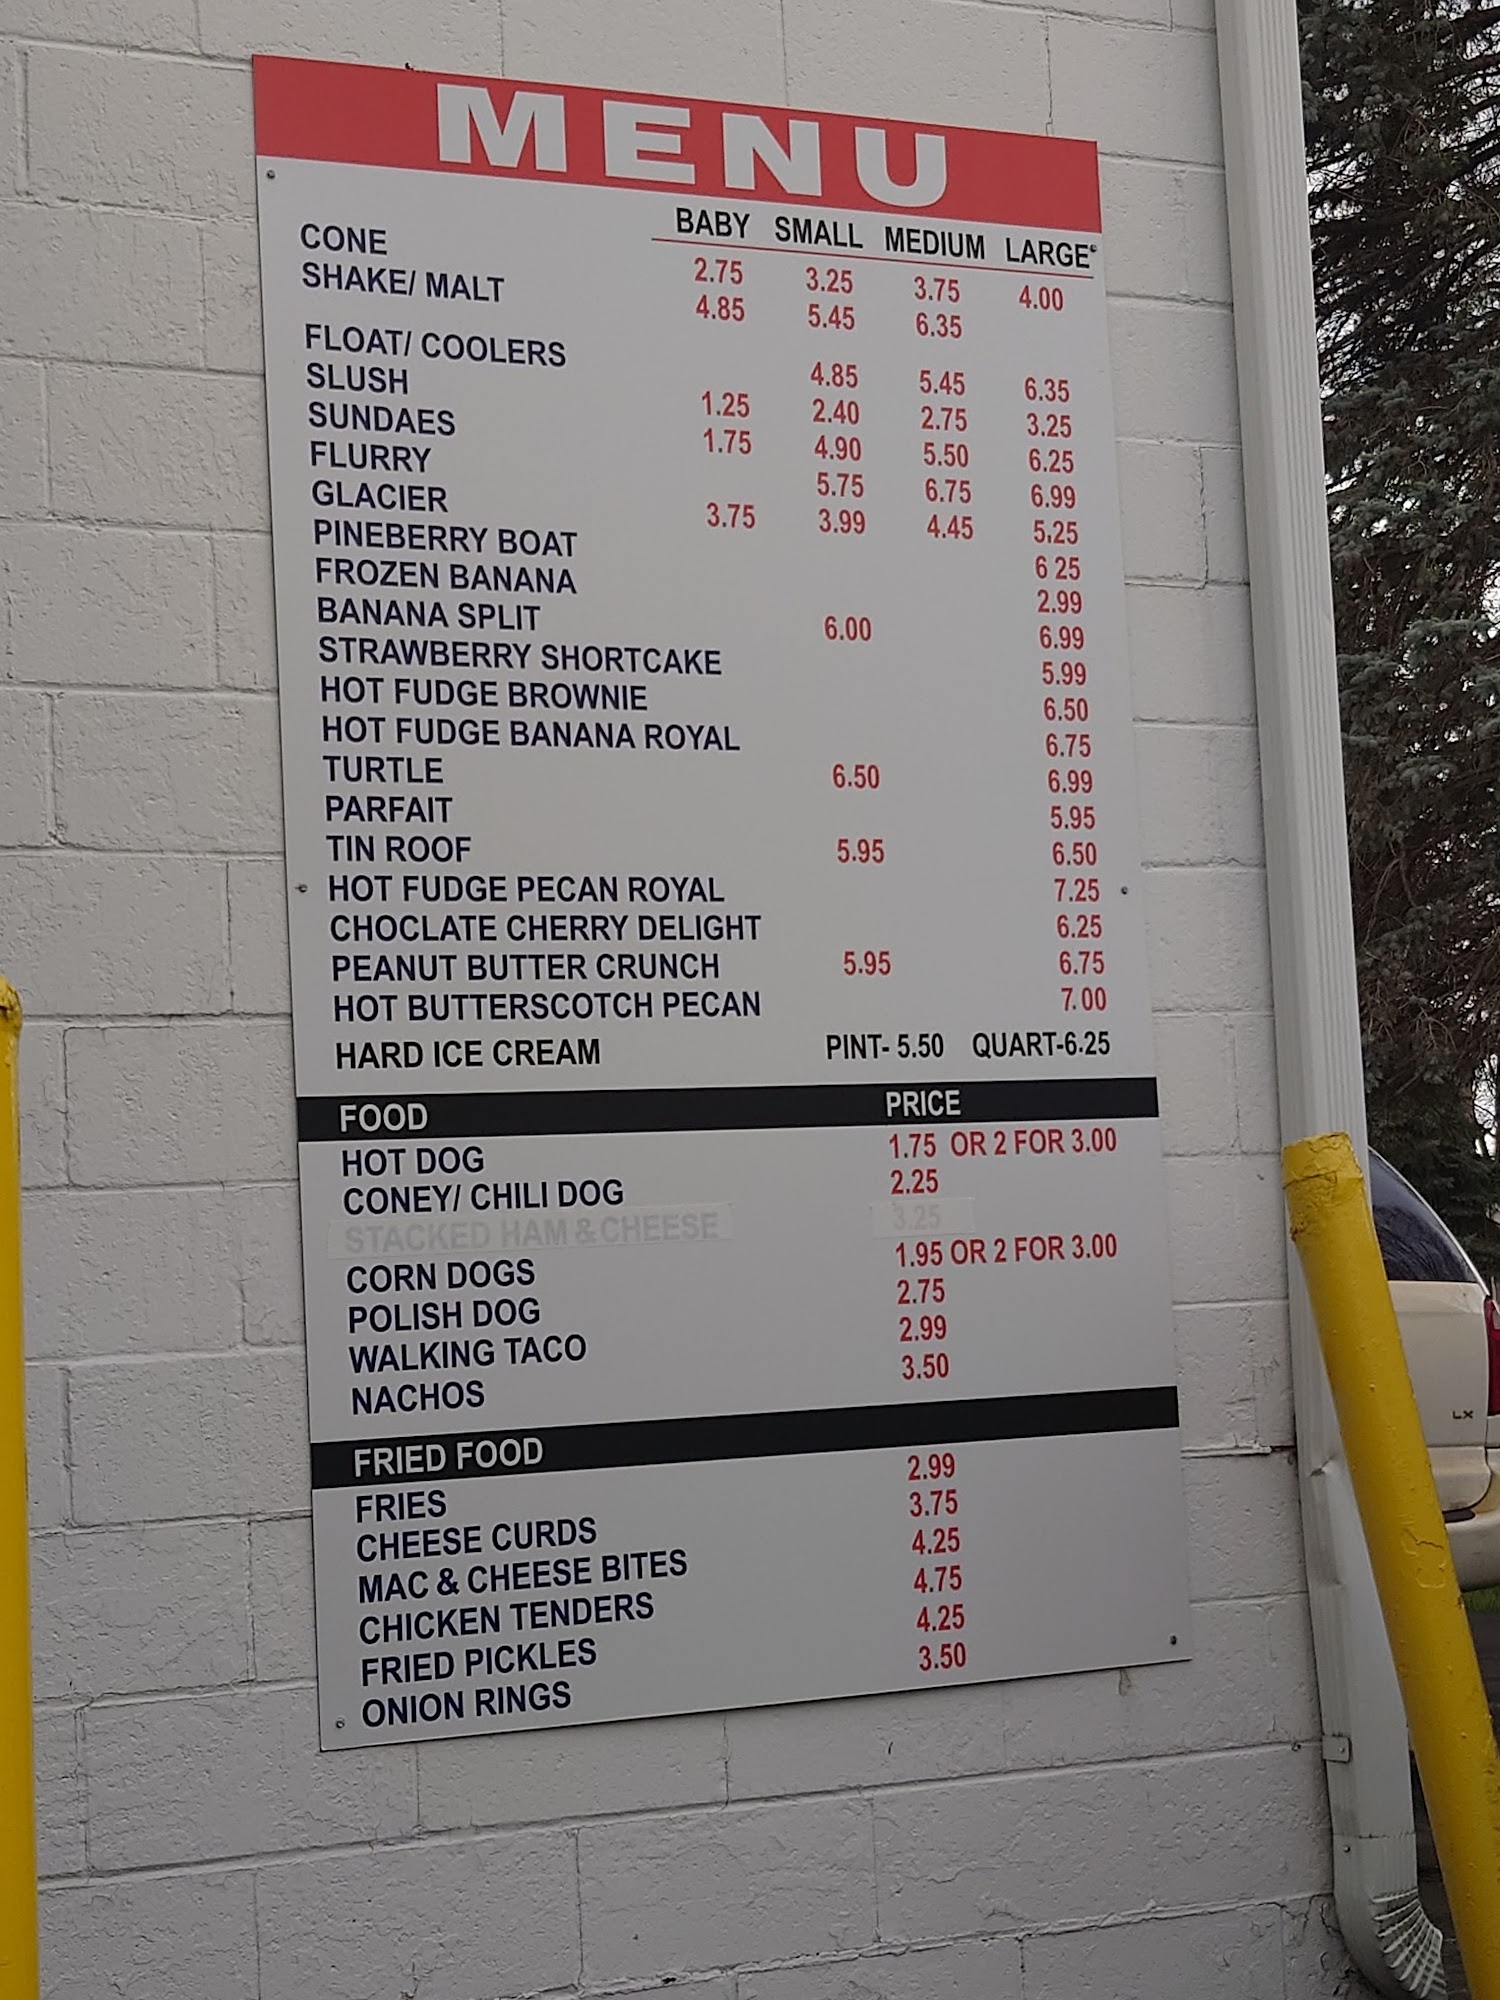 MENU
BABY SMALL MEDIUM LARGE
CONE 2.75 3.25 3.75 4.00
SHAKE/ MALT 4.85 5.45 6.35
FLOAT/ COOLERS 4.85 5.45 6.35
SLUSH 1.25 2.40 2.75 3.25
SUNDAES 1.75 4.90 5.50 6.25
FLURRY 5.75 6.75 6.99
GLACIER 3.75 3.99 4.45 5.25
PINEBERRY BOAT 6 25
FROZEN BANANA 2.99
BANANA SPLIT 6.00 6.99
STRAWBERRY SHORTCAKE 5.99
HOT FUDGE BROWNIE 6.50
HOT FUDGE BANANA ROYAL 6.75
TURTLE 6.50 6.99
PARFAIT 5.95
TIN ROOF 5.95 6.50
HOT FUDGE PECAN ROYAL 7.25
CHOCLATE CHERRY DELIGHT 6.25
PEANUT BUTTER CRUNCH 5.95 6.75
HOT BUTTERSCOTCH PECAN 7.00
HARD ICE CREAM PINT- 5.50 QUART-6.25
FOOD PRICE
HOT DOG 1.75 OR 2 FOR 3.00
CONEY/ CHILI DOG 2.25
STACKED HAM & CHEESE 3.25
CORN DOGS 1.95 OR 2 FOR 3.00
POLISH DOG 2.75
WALKING TACO 2.99
NACHOS 3.50
FRIED FOOD
FRIES 2.99
CHEESE CURDS 3.75
MAC & CHEESE BITES 4.25
CHICKEN TENDERS 4.75
FRIED PICKLES 4.25
ONION RINGS 3.50
LX